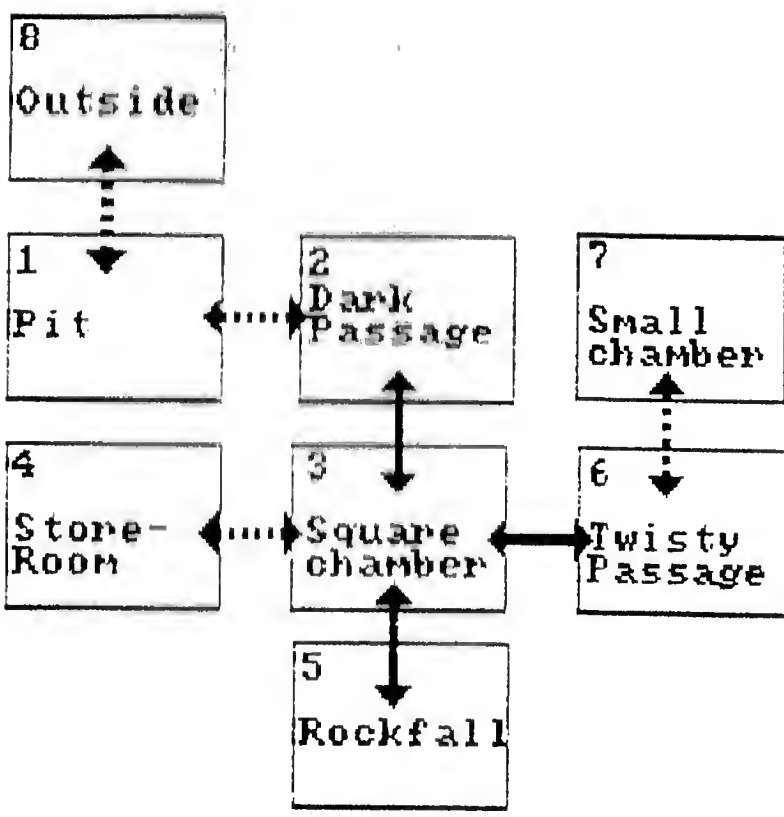 8
Outside
1
Pit
2
Dark
Passage
7
Small
chamber
4
Store-
Room
3
Square
chamber
6
Twisty
Passage
5
Rockfall